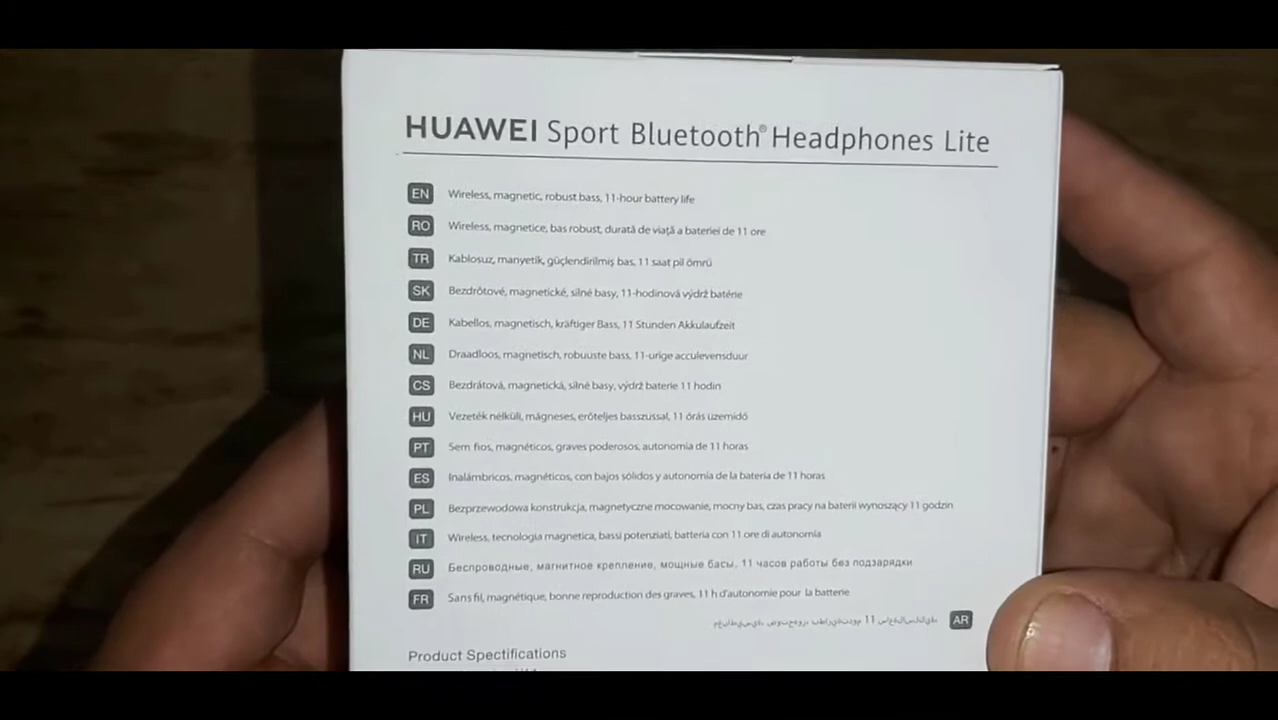 HUAWEI Sport Bluetooth® Headphones Lite
EN Wireless, magnetic, robust bass, 11-hour battery life
RO Wireless, magnetice, bas robust, durată de viață a bateriei de 11 ore
TR Kablosuz, manyetik, güçlendirilmiş bas, 11 saat pil ömrü
SK Bezdrôtové, magnetické, silné basy, 11-hodinová výdrž batérie
DE Kabellos, magnetisch, kräftiger Bass, 11 Stunden Akkulaufzeit
NL Draadloos, magnetisch, robuuste bass, 11-urige acculevensduur
CS Bezdrátová, magnetická, silné basy, výdrž baterie 11 hodin
HU Vezeték nélküli, mágneses, erőteljes basszussal, 11 órás üzemidő
PT Sem fios, magnéticos, graves poderosos, autonomia de 11 horas
ES Inalámbricos, magnéticos, con bajos sólidos y autonomía de la batería de 11 horas
PL Bezprzewodowa konstrukcja, magnetyczne mocowanie, mocny bas, czas pracy na baterii wynoszący 11 godzin
IT Wireless, tecnologia magnetica, bassi potenziati, batteria con 11 ore di autonomia
RU Беспроводные, магнитное крепление, мощные басы, 11 часов работы без подзарядки
FR Sans fil, magnétique, bonne reproduction des graves, 11 h d'autonomie pour la batterie
AR 11
Product Specifications